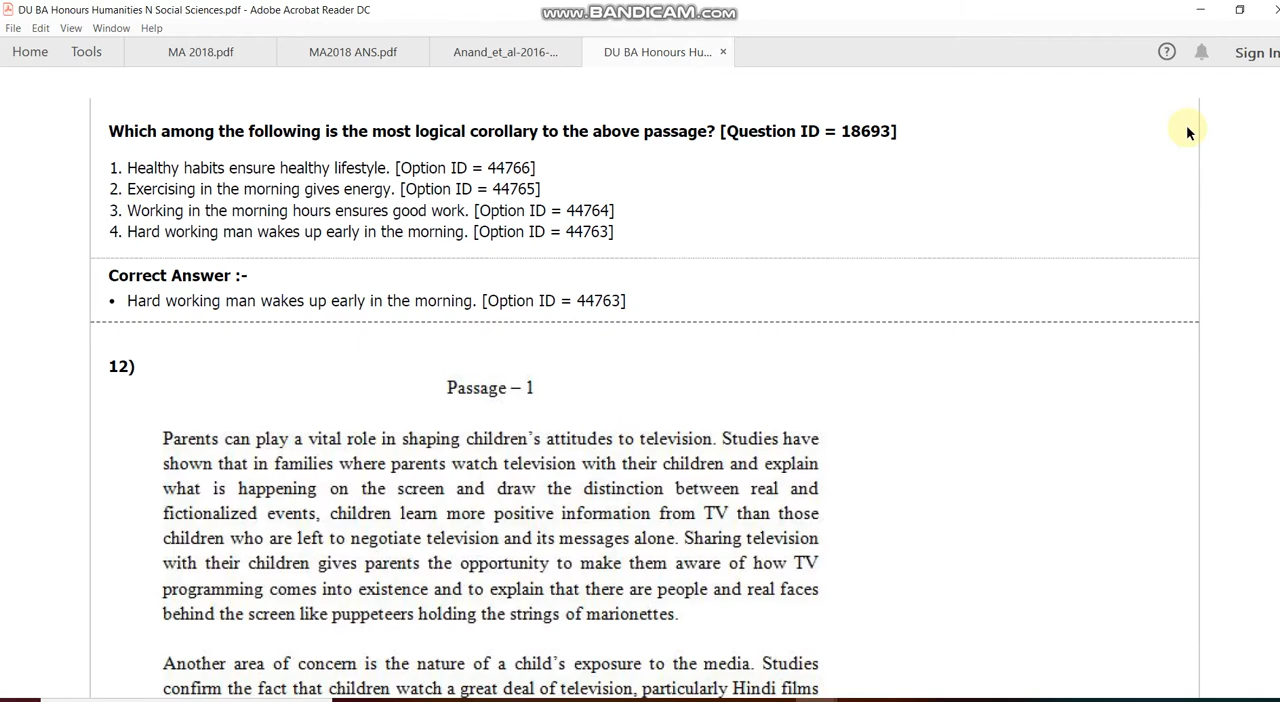 DU BA Honours Humanities N Social Sciences.pdf - Adobe Acrobat Reader DC
www.BANDICAM.com
File Edit View Window Help
Home Tools MA 2018.pdf MA2018 ANS.pdf Anand_et_al-2016-... DU BA Honours Hu... × ? Sign In
Which among the following is the most logical corollary to the above passage? [Question ID = 18693]
1. Healthy habits ensure healthy lifestyle. [Option ID = 44766]
2. Exercising in the morning gives energy. [Option ID = 44765]
3. Working in the morning hours ensures good work. [Option ID = 44764]
4. Hard working man wakes up early in the morning. [Option ID = 44763]
Correct Answer :-
• Hard working man wakes up early in the morning. [Option ID = 44763]
12)
Passage – 1
Parents can play a vital role in shaping children's attitudes to television. Studies have
shown that in families where parents watch television with their children and explain
what is happening on the screen and draw the distinction between real and
fictionalized events, children learn more positive information from TV than those
children who are left to negotiate television and its messages alone. Sharing television
with their children gives parents the opportunity to make them aware of how TV
programming comes into existence and to explain that there are people and real faces
behind the screen like puppeteers holding the strings of marionettes.
Another area of concern is the nature of a child's exposure to the media. Studies
confirm the fact that children watch a great deal of television, particularly Hindi films